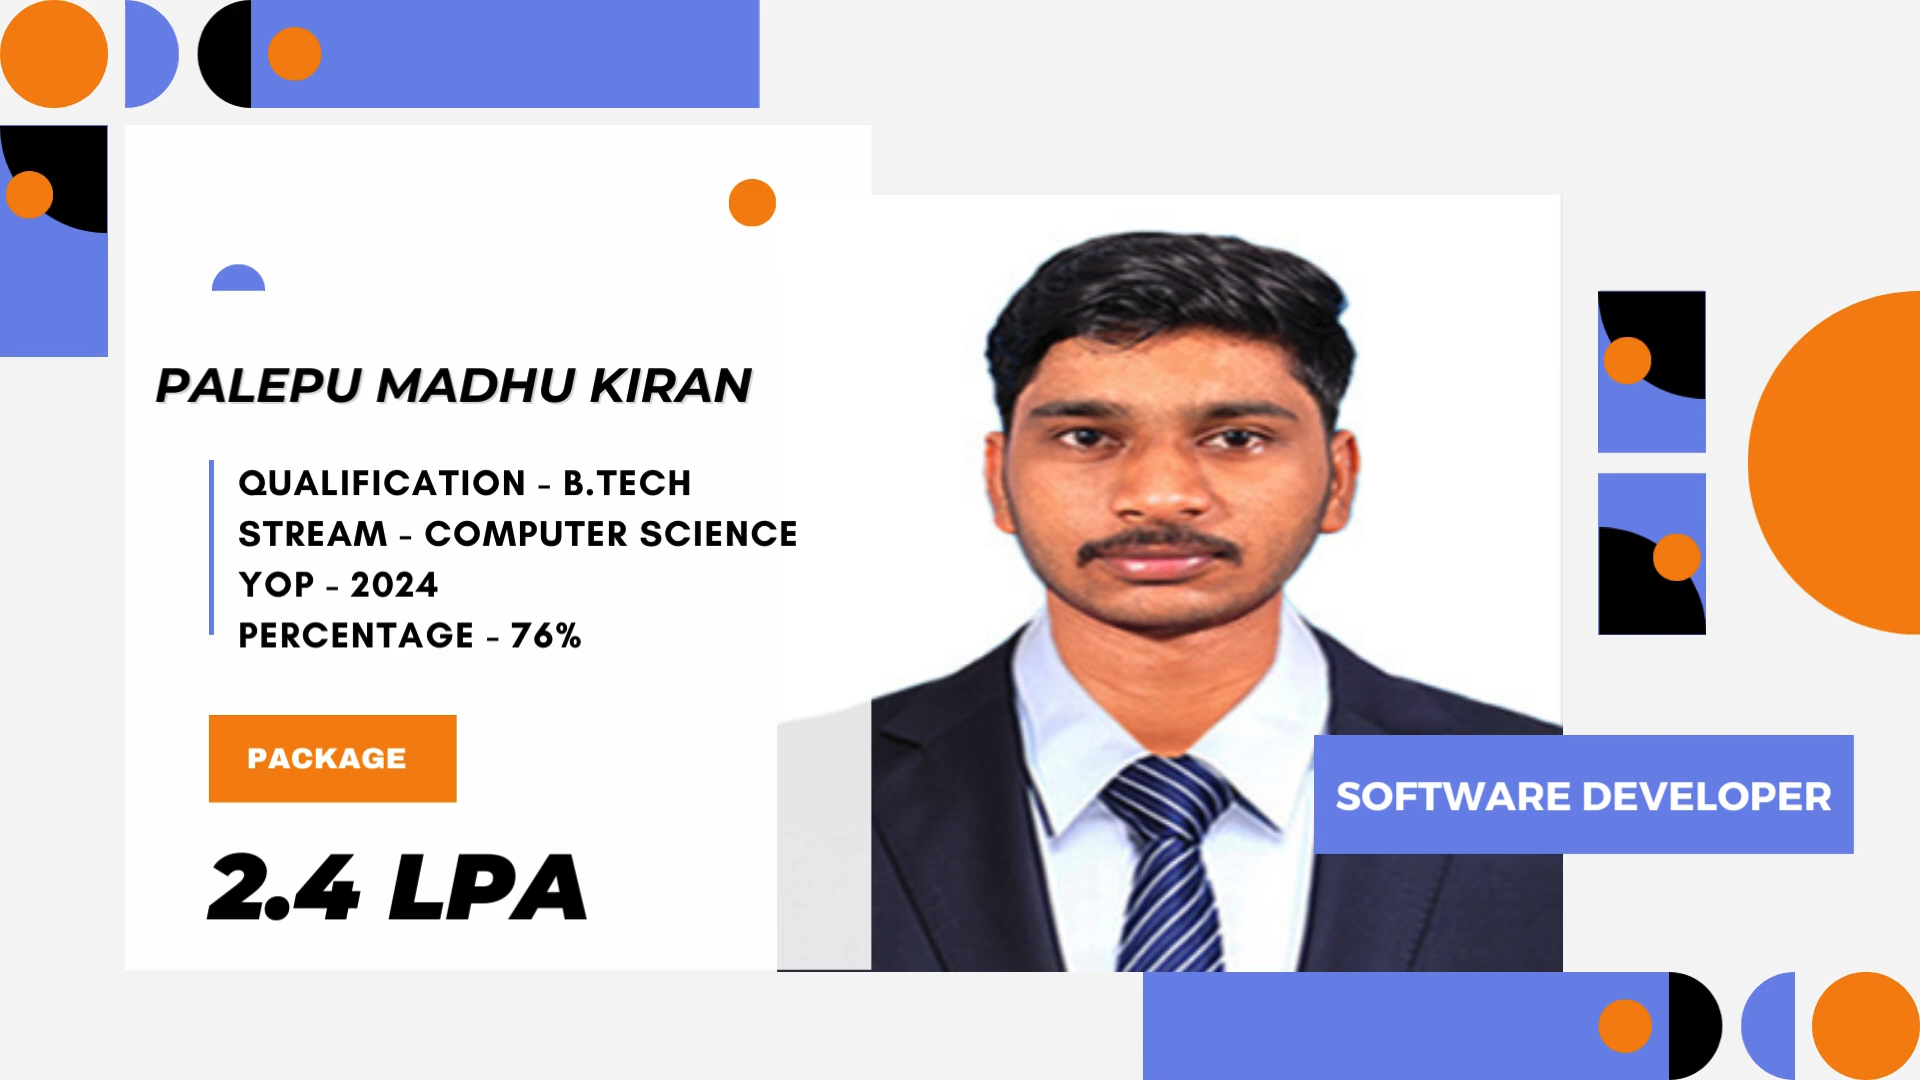 PALEPU MADHU KIRAN
QUALIFICATION - B.TECH
STREAM - COMPUTER SCIENCE
YOP - 2024
PERCENTAGE - 76%
PACKAGE
2.4 LPA
SOFTWARE DEVELOPER